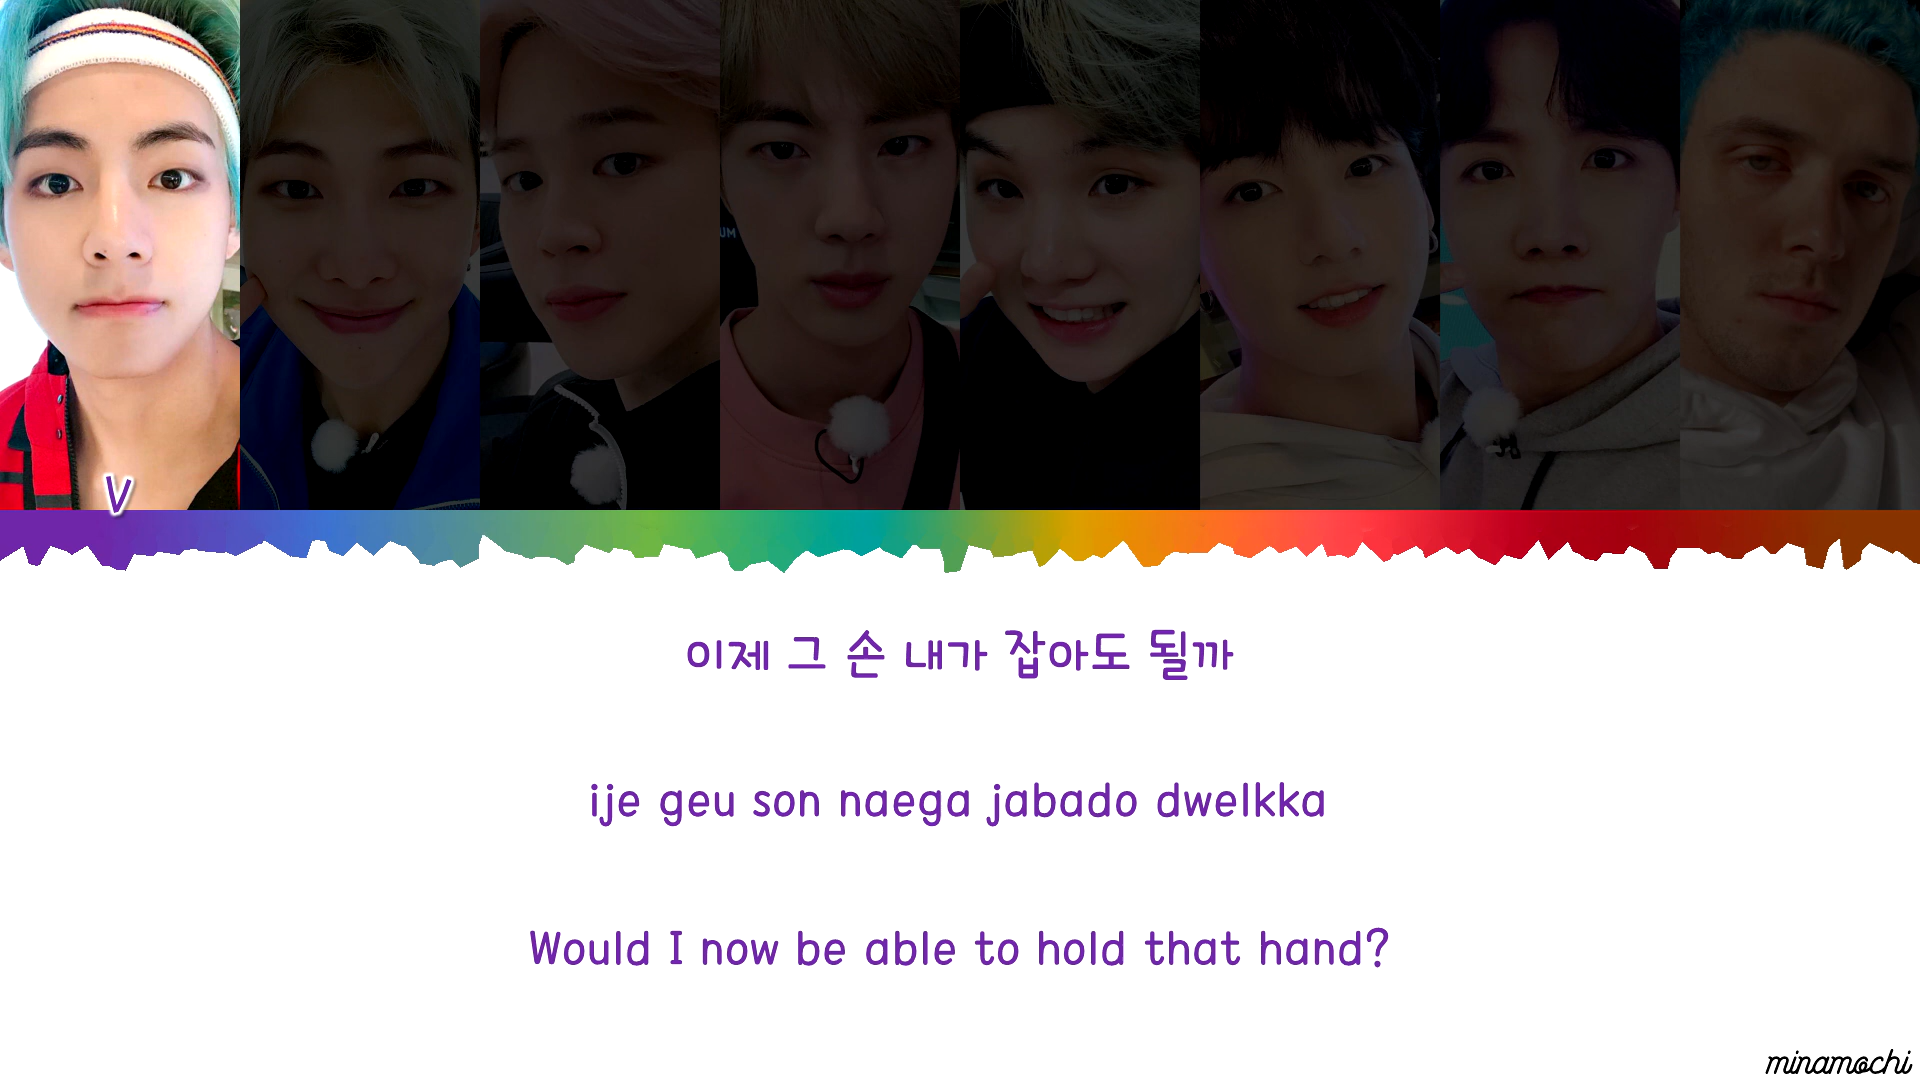 UM
V
이제 그 손 내가 잡아도 될까
ije geu son naega jabado dwelkka
Would I now be able to hold that hand?
minamochi